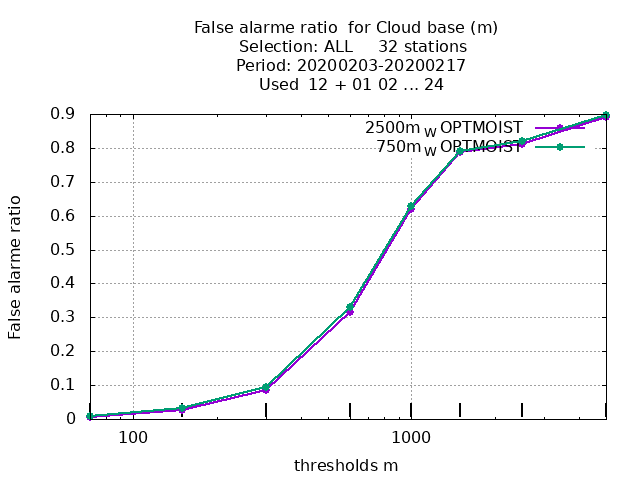 False alarme ratio  for Cloud base (m)
Selection: ALL     32 stations
Period: 20200203-20200217
Used  12 + 01 02 ... 24
2500m W OPTMOIST
750m W OPTMOIST
0.9
0.8
0.7
0.6
0.5
0.4
0.3
0.2
0.1
0
False alarme ratio
100 1000
thresholds m